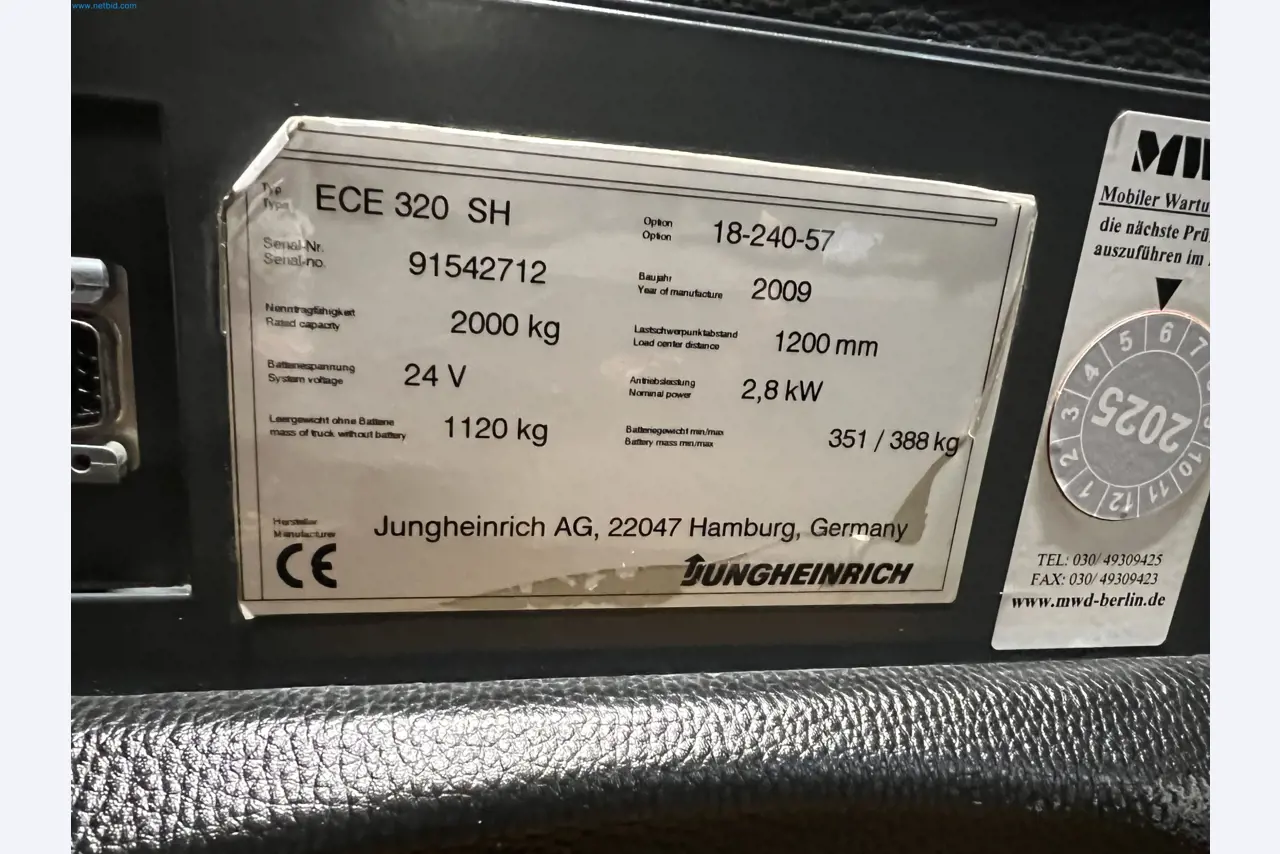 www.netbid.com
Typ
Type
ECE 320 SH
Option
Option
18-240-57
Serial-Nr.
Serial-no.
91542712
Baujahr
Year of manufacture
2009
Nenntragfähigkeit
Rated capacity
2000 kg
Lastschwerpunktabstand
Load center distance
1200 mm
Batteriespannung
System voltage
24 V
Antriebsleistung
Nominal power
2,8 kW
Leergewicht ohne Batterie
mass of truck without battery
1120 kg
Batteriegewicht min/max
Battery mass min/max
351 / 388 kg
Hersteller
Manufacturer
Jungheinrich AG, 22047 Hamburg, Germany
CE
JUNGHEINRICH
Mobiler
die nächste
auszuführen im
1 2 3 4 5 6 7 10 11 12
2025
TEL: 030/ 49309425
FAX: 030/ 49309423
www.mwd-berlin.de